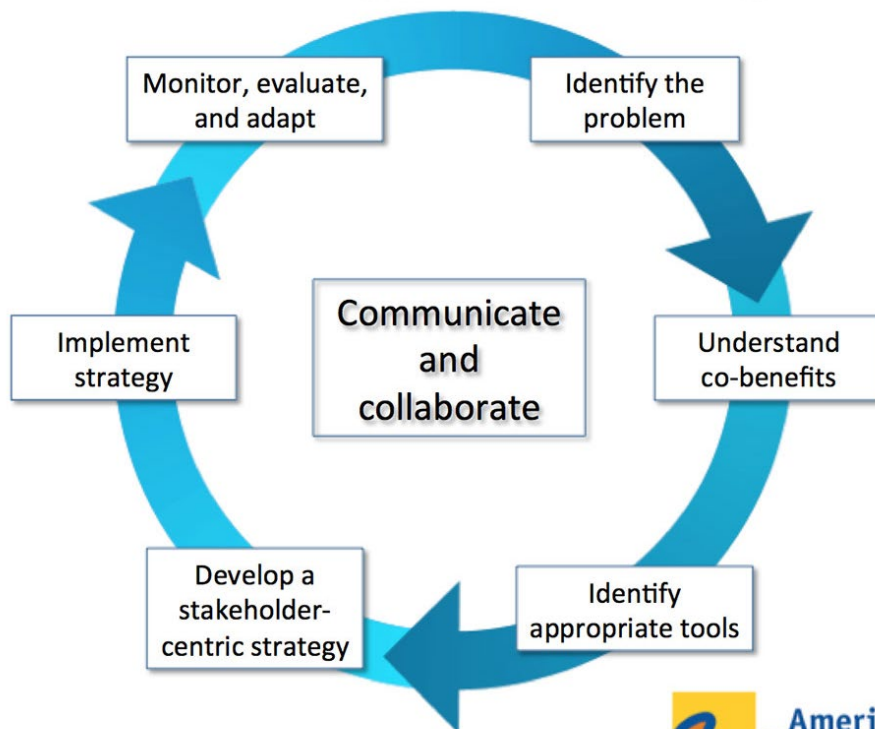 Monitor, evaluate,
and adapt
Identify the
problem
Communicate
and
collaborate
Implement
strategy
Understand
co-benefits
Develop a
stakeholder-
centric strategy
Identify
appropriate tools
Ameri